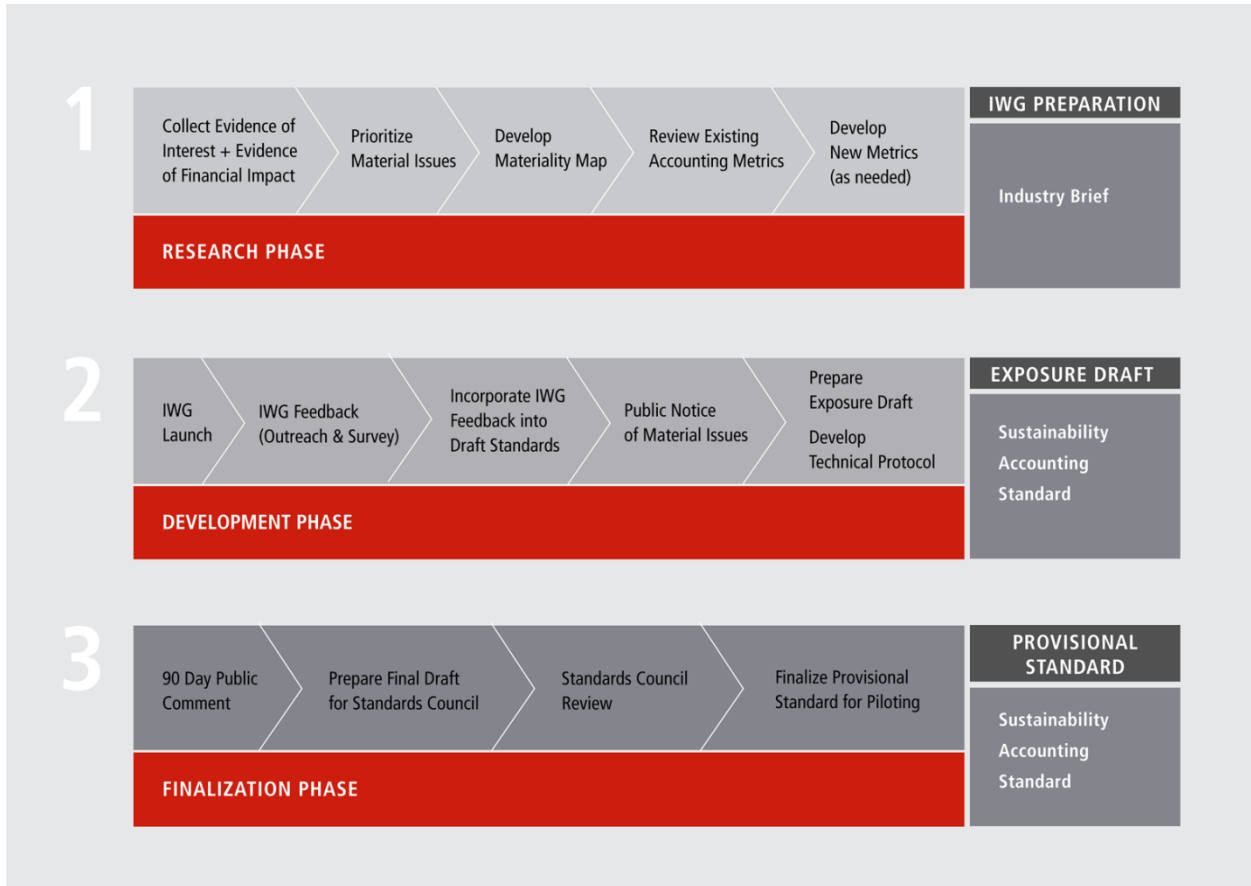 1
Collect Evidence of
Interest + Evidence
of Financial Impact
Prioritize
Material Issues
Develop
Materiality Map
Review Existing
Accounting Metrics
Develop
New Metrics
(as needed)
RESEARCH PHASE
IWG PREPARATION
Industry Brief
2
IWG
Launch
IWG Feedback
(Outreach & Survey)
Incorporate IWG
Feedback into
Draft Standards
Public Notice
of Material Issues
Prepare
Exposure Draft
Develop
Technical Protocol
DEVELOPMENT PHASE
EXPOSURE DRAFT
Sustainability
Accounting
Standard
3
90 Day Public
Comment
Prepare Final Draft
for Standards Council
Standards Council
Review
Finalize Provisional
Standard for Piloting
FINALIZATION PHASE
PROVISIONAL
STANDARD
Sustainability
Accounting
Standard